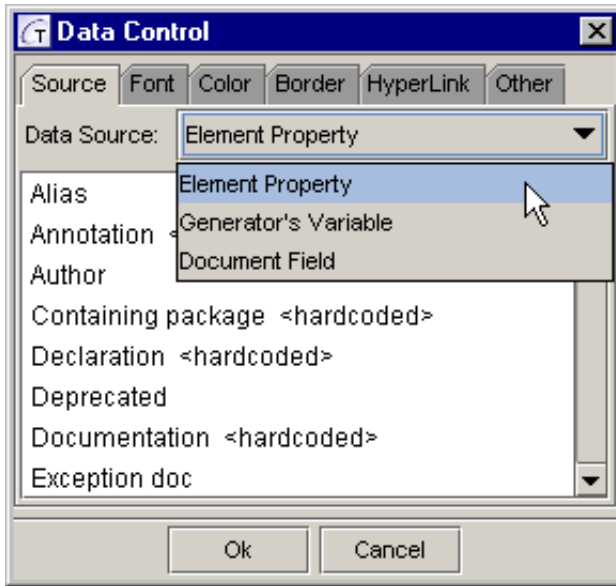 Data Control
Source Font Color Border HyperLink Other
Data Source: Element Property
Element Property
Generator's Variable
Document Field
Alias
Annotation
Author
Containing package <hardcoded>
Declaration <hardcoded>
Deprecated
Documentation <hardcoded>
Exception doc
Ok Cancel